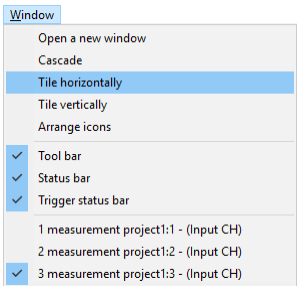 Window
Open a new window
Cascade
Tile horizontally
Tile vertically
Arrange icons
Tool bar
Status bar
Trigger status bar
1 measurement project1:1 - (Input CH)
2 measurement project1:2 - (Input CH)
3 measurement project1:3 - (Input CH)